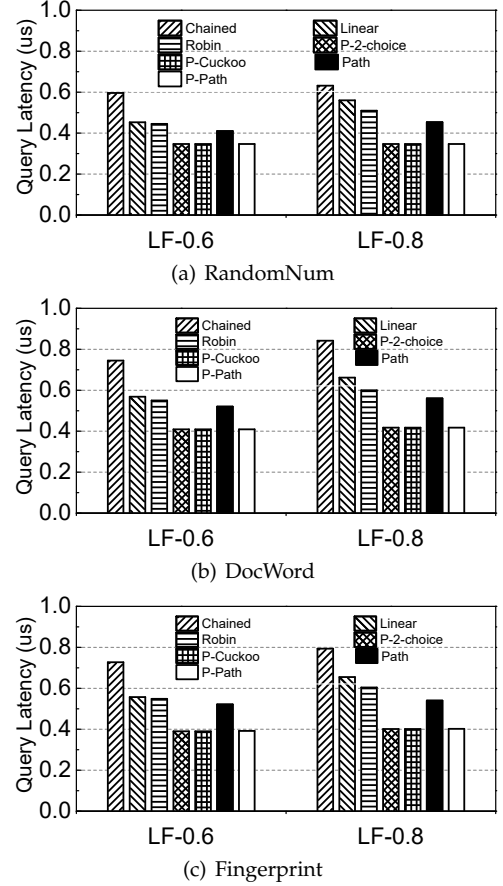 1.0
0.8
0.6
0.4
0.2
0.0
Query Latency (us)
Chained
Linear
Robin
P-2-choice
P-Cuckoo
Path
P-Path
LF-0.6
LF-0.8
(a) RandomNum
1.0
0.8
0.6
0.4
0.2
0.0
Query Latency (us)
Chained
Linear
Robin
P-2-choice
P-Cuckoo
Path
P-Path
LF-0.6
LF-0.8
(b) DocWord
1.0
0.8
0.6
0.4
0.2
0.0
Query Latency (us)
Chained
Linear
Robin
P-2-choice
P-Cuckoo
Path
P-Path
LF-0.6
LF-0.8
(c) Fingerprint